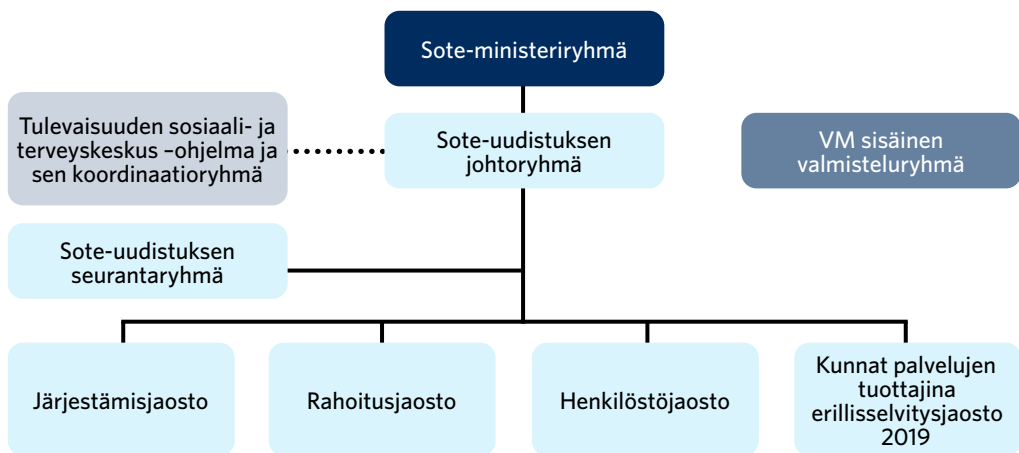 Sote-ministeriryhmä
Tulevaisuuden sosiaali- ja
terveyskeskus –ohjelma ja
sen koordinaatioryhmä
Sote-uudistuksen
johtoryhmä
VM sisäinen
valmisteluryhmä
Sote-uudistuksen
seurantaryhmä
Järjestämisjaosto
Rahoitusjaosto
Henkilöstöjaosto
Kunnat palvelujen
tuottajina
erillisselvitysjaosto
2019